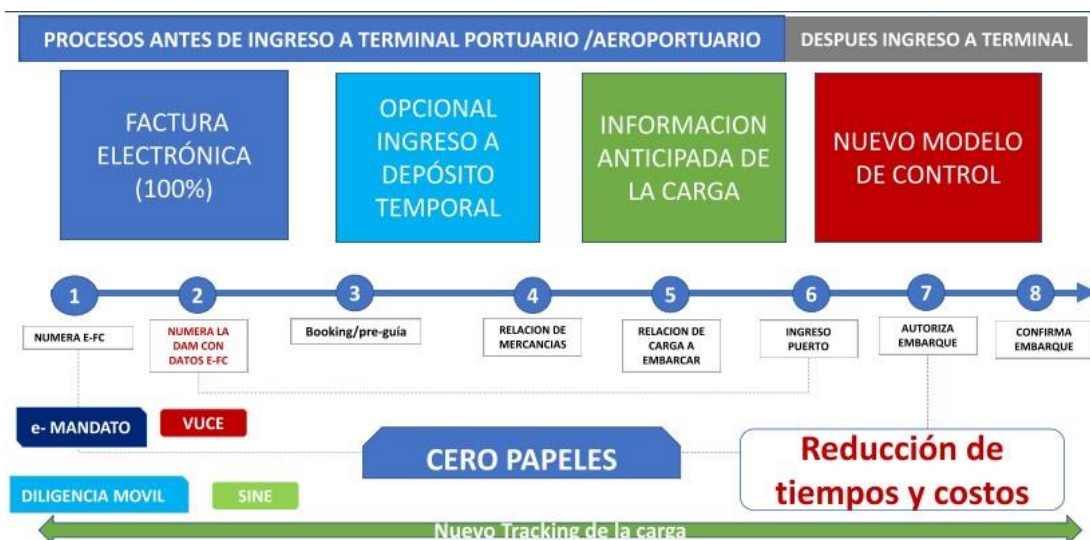 PROCESOS ANTES DE INGRESO A TERMINAL PORTUARIO /AEROPORTUARIO
DESPUES INGRESO A TERMINAL
FACTURA
ELECTRÓNICA
(100%)
OPCIONAL
INGRESO A
DEPÓSITO
TEMPORAL
INFORMACION
ANTICIPADA DE
LA CARGA
NUEVO MODELO
DE CONTROL
1
2
3
4
5
6
7
8
NUMERA E-FC
NUMERA LA
DAM CON
DATOS E-FC
Booking/pre-guía
RELACION DE
MERCANCIAS
RELACION DE
CARGA A
EMBARCAR
INGRESO
PUERTO
AUTORIZA
EMBARQUE
CONFIRMA
EMBARQUE
e- MANDATO
VUCE
CERO PAPELES
Reducción de
tiempos y costos
DILIGENCIA MOVIL
SINE
Nuevo Tracking de la carga